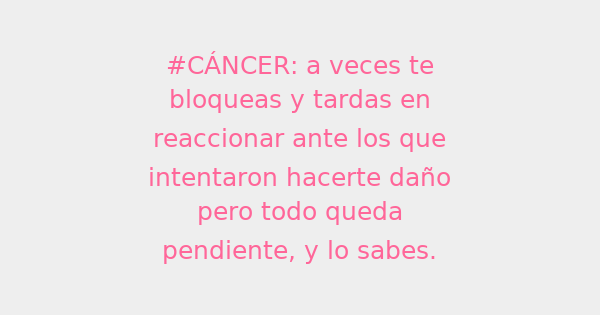 #CÁNCER: a veces te
bloqueas y tardas en
reaccionar ante los que
intentaron hacerte daño
pero todo queda
pendiente, y lo sabes.